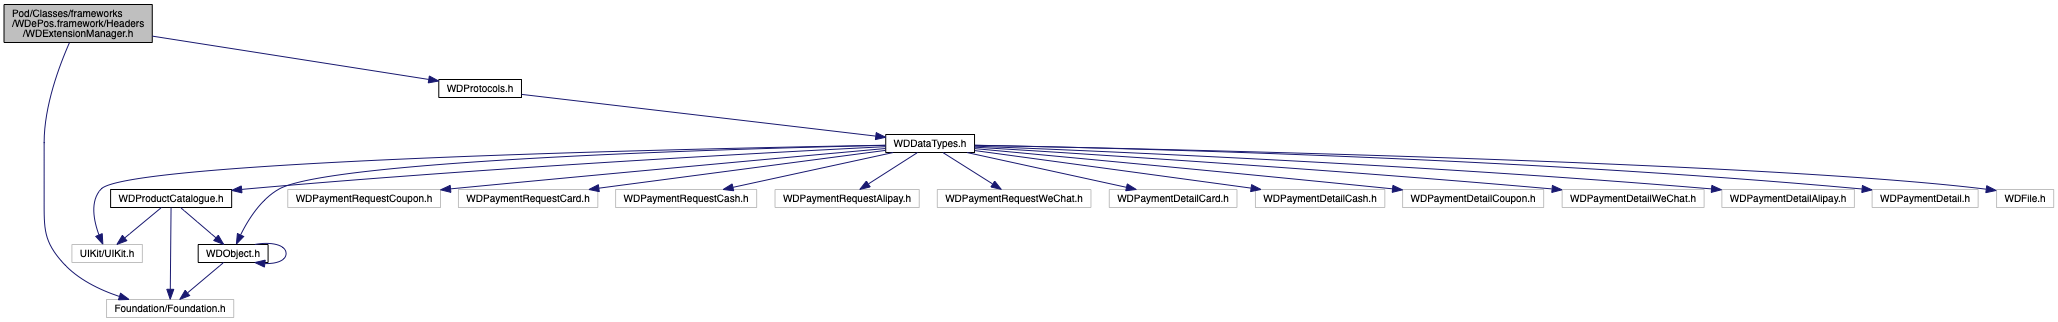 Pod/Classes/frameworks
/WDePos.framework/Headers
/WDExtensionManager.h
WDProtocols.h
WDDataTypes.h
WDProductCatalogue.h
WDPaymentRequestCoupon.h
WDPaymentRequestCard.h
WDPaymentRequestCash.h
WDPaymentRequestAlipay.h
WDPaymentRequestWeChat.h
WDPaymentDetailCard.h
WDPaymentDetailCash.h
WDPaymentDetailCoupon.h
WDPaymentDetailWeChat.h
WDPaymentDetailAlipay.h
WDPaymentDetail.h
WDFile.h
UIKit/UIKit.h
WDObject.h
Foundation/Foundation.h